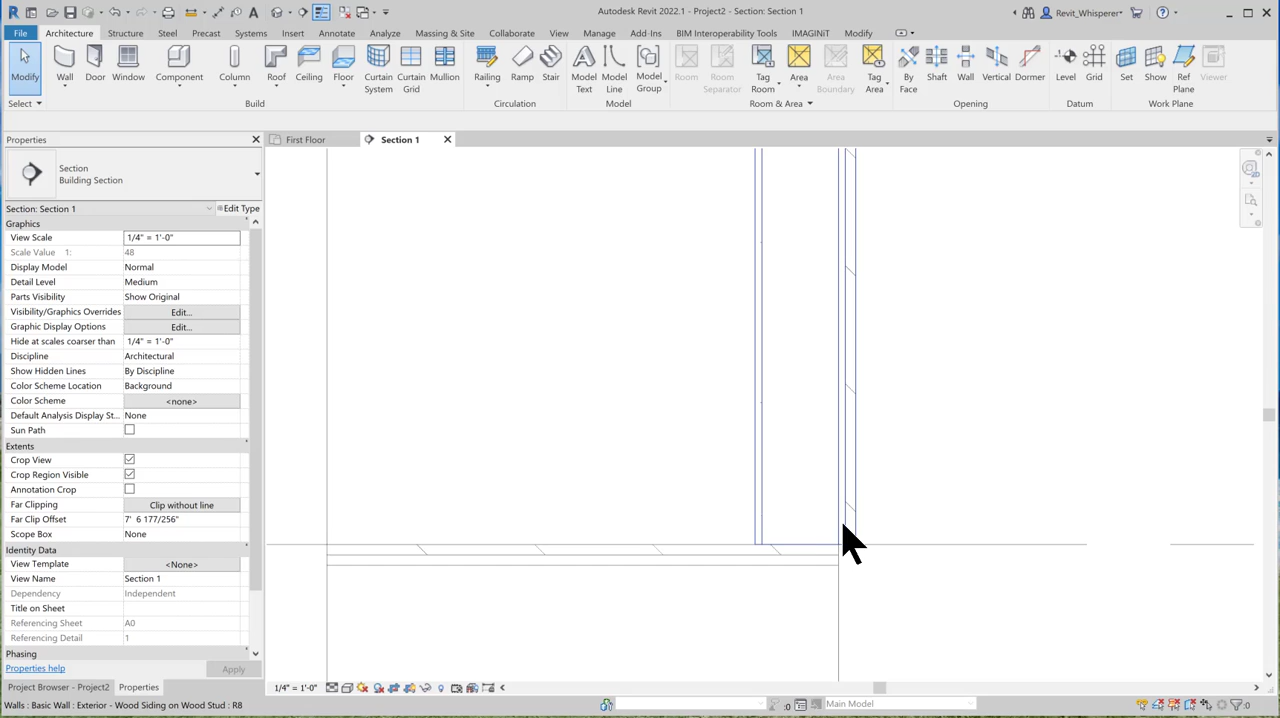 Autodesk Revit 2022.1 - Project2 - Section: Section 1
Revit_Whisperer
File Architecture Structure Steel Precast Systems Insert Annotate Analyze Massing & Site Collaborate View Manage Add-Ins BIM Interoperability Tools IMAGINiT Modify
Modify Wall Door Window Component Column Roof Ceiling Floor Curtain System Curtain Grid Mullion Railing Ramp Stair Model Text Model Line Model Group Room Room Separator Tag Room Area Area Boundary Tag Area By Face Shaft Wall Vertical Dormer Level Grid Set Show Ref Plane Viewer
Select Build Circulation Model Room & Area Opening Datum Work Plane
Properties
First Floor Section 1
Section
Building Section
Section: Section 1 Edit Type
Graphics
View Scale 1/4" = 1'-0"
Scale Value 1: 48
Display Model Normal
Detail Level Medium
Parts Visibility Show Original
Visibility/Graphics Overrides Edit...
Graphic Display Options Edit...
Hide at scales coarser than 1/4" = 1'-0"
Discipline Architectural
Show Hidden Lines By Discipline
Color Scheme Location Background
Color Scheme <none>
Default Analysis Display St... None
Sun Path
Extents
Crop View
Crop Region Visible
Annotation Crop
Far Clipping Clip without line
Far Clip Offset 7' 6 177/256"
Scope Box None
Identity Data
View Template <None>
View Name Section 1
Dependency Independent
Title on Sheet
Referencing Sheet A0
Referencing Detail 1
Phasing
Properties help Apply
Project Browser - Project2 Properties 1/4" = 1'-0"
Walls : Basic Wall : Exterior - Wood Siding on Wood Stud : R8 :0 Main Model :0